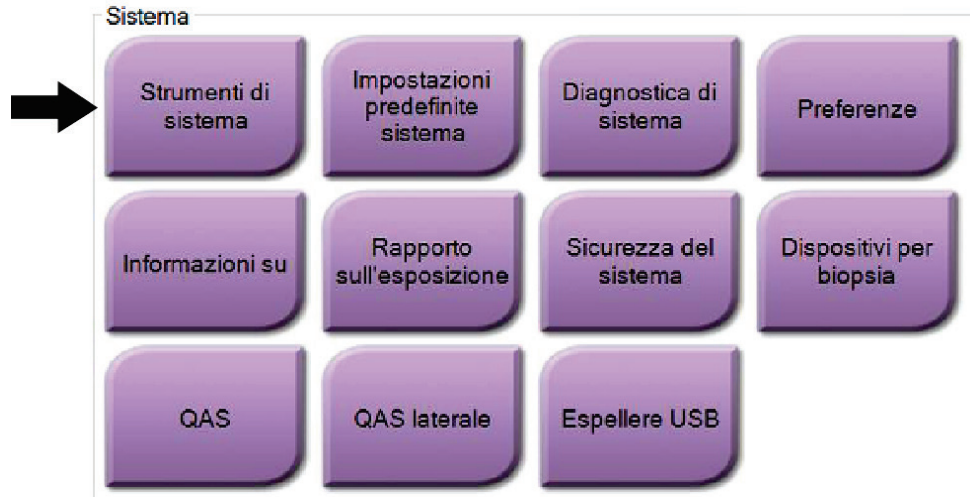 Sistema
Strumenti di
sistema
Impostazioni
predefinite
sistema
Diagnostica di
sistema
Preferenze
Informazioni su
Rapporto
sull'esposizione
Sicurezza del
sistema
Dispositivi per
biopsia
QAS
QAS laterale
Espellere USB